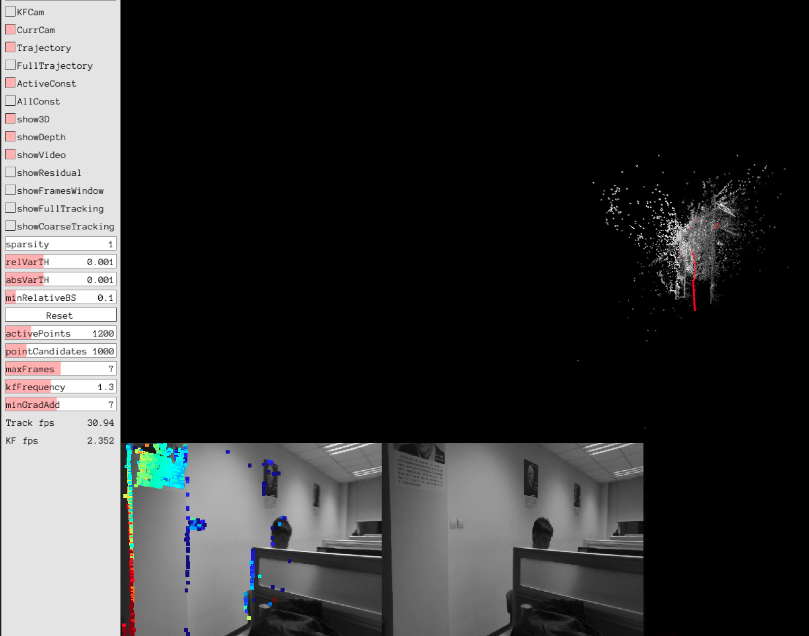 KFCam
CurrCam
Trajectory
FullTrajectory
ActiveConst
AllConst
show3D
showDepth
showVideo
showResidual
showFramesWindow
showFullTracking
showCoarseTracking
sparsity 1
relVarTH 0.001
absVarTH 0.001
minRelativeBS 0.1
Reset
activePoints 1200
pointCandidates 1000
maxFrames 7
kfFrequency 1.3
minGradAdd 7
Track fps 30.94
KF fps 2.352